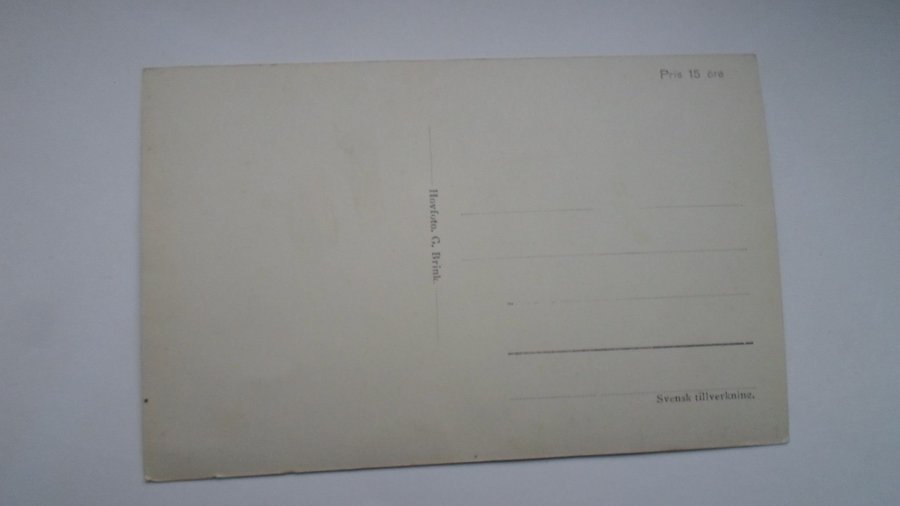 Pris 15 öre
Hovfoto. G. Brink.
Svensk tillverkning.